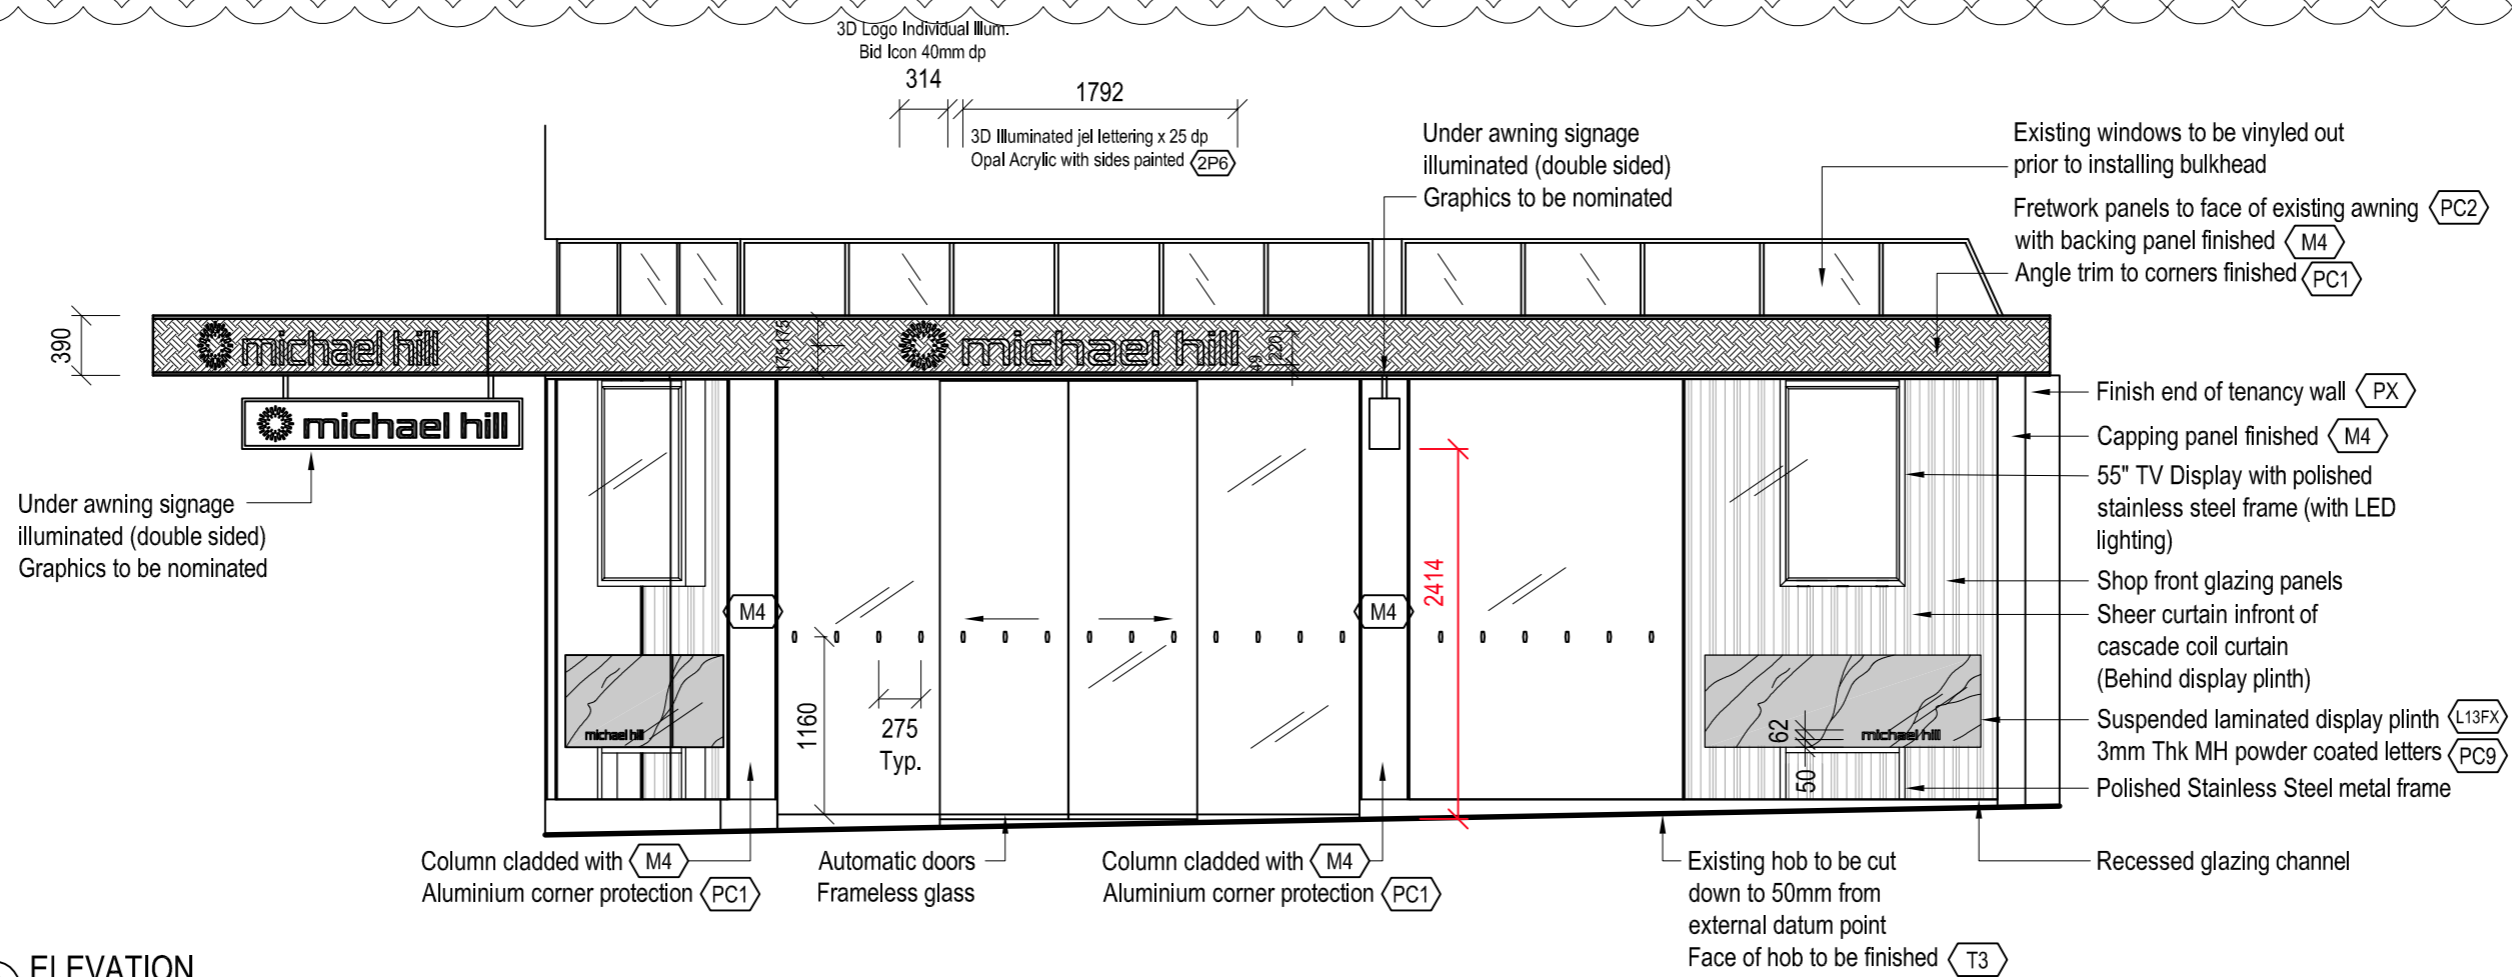 3D Logo Individual Illum.
Bid Icon 40mm dp
314
1792
3D Illuminated jel lettering x 25 dp
Opal Acrylic with sides painted 2P6
Under awning signage
illuminated (double sided)
Graphics to be nominated
Existing windows to be vinyled out
prior to installing bulkhead
Fretwork panels to face of existing awning PC2
with backing panel finished M4
Angle trim to corners finished PC1
390
michael hill
175 175
michael hill
49
220
michael hill
Under awning signage
illuminated (double sided)
Graphics to be nominated
Finish end of tenancy wall PX
Capping panel finished M4
55" TV Display with polished
stainless steel frame (with LED
lighting)
Shop front glazing panels
Sheer curtain infront of
cascade coil curtain
(Behind display plinth)
Suspended laminated display plinth L13FX
3mm Thk MH powder coated letters PC9
Polished Stainless Steel metal frame
M4
M4
2414
1160
275
Typ.
michael hill
62
50
michael hill
Column cladded with M4
Aluminium corner protection PC1
Automatic doors
Frameless glass
Column cladded with M4
Aluminium corner protection PC1
Existing hob to be cut
down to 50mm from
external datum point
Face of hob to be finished T3
Recessed glazing channel
ELEVATION